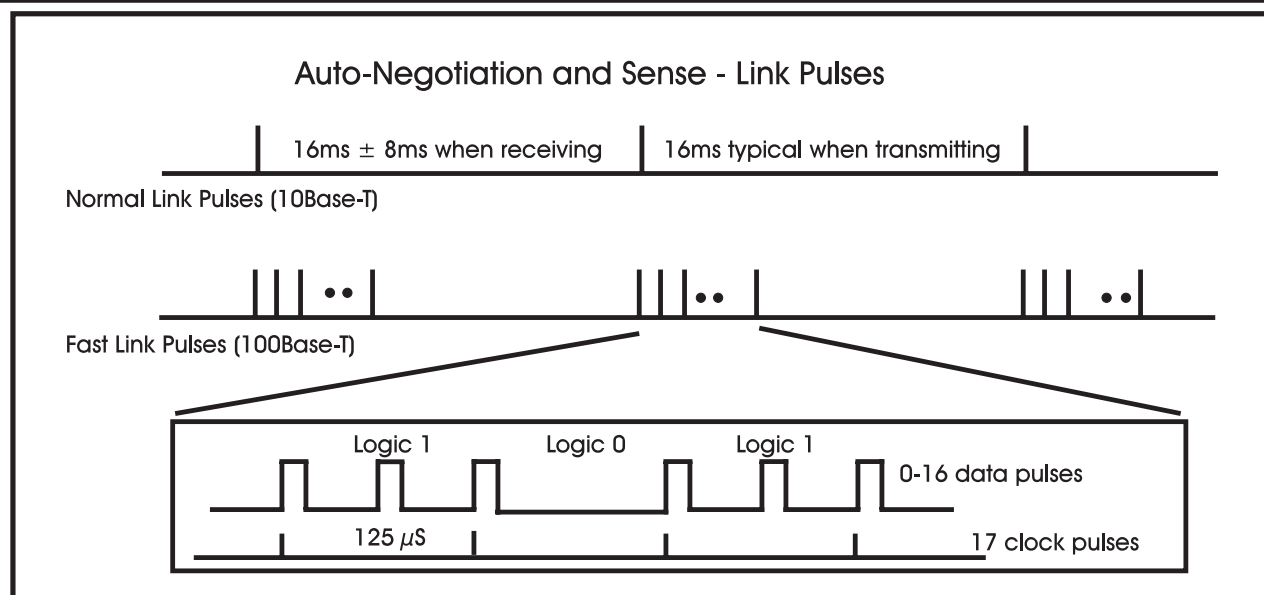 Auto-Negotiation and Sense - Link Pulses
16ms ± 8ms when receiving
16ms typical when transmitting
Normal Link Pulses (10Base-T)
Fast Link Pulses (100Base-T)
Logic 1
Logic 0
Logic 1
0-16 data pulses
125 μS
17 clock pulses